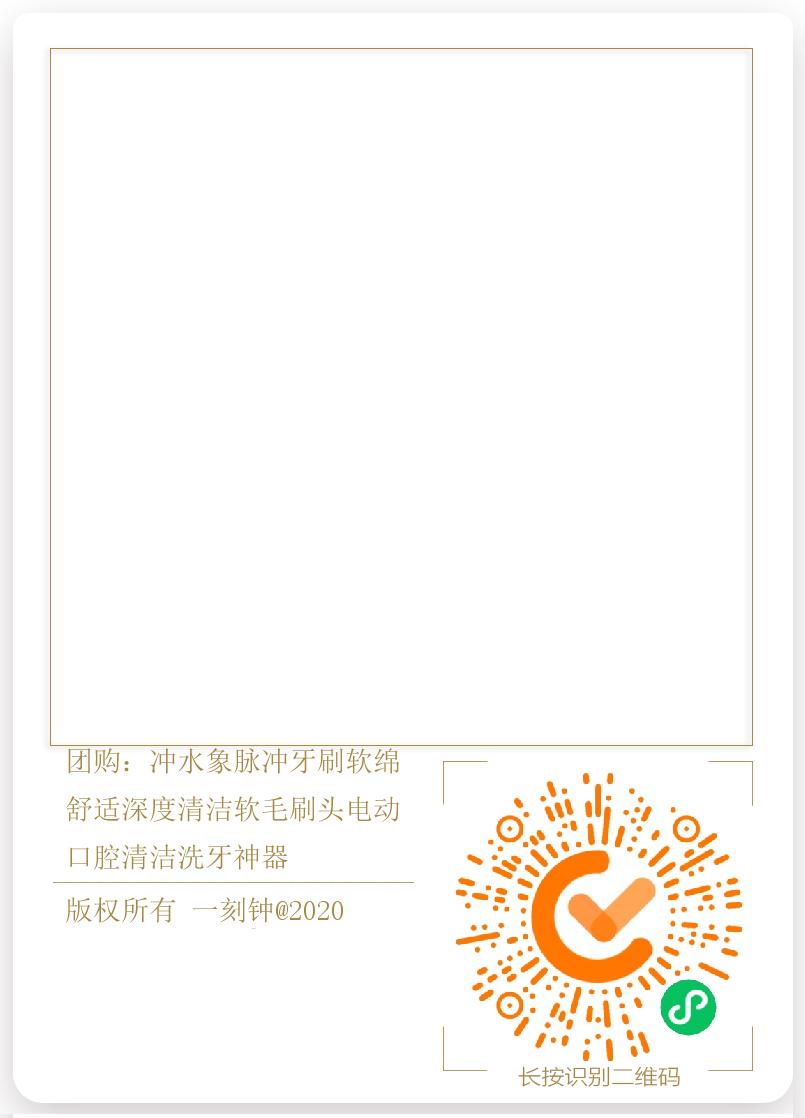 团购：冲水象脉冲牙刷软绵
舒适深度清洁软毛刷头电动
口腔清洁洗牙神器
版权所有 一刻钟@2020
长按识别二维码